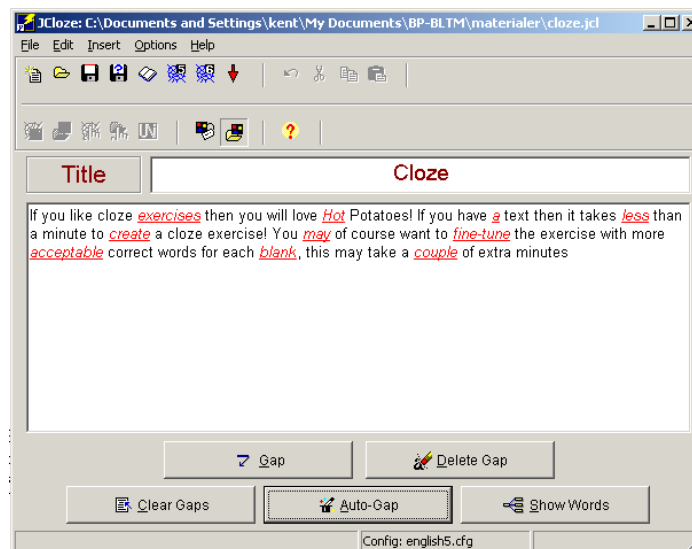 JCloze: C:\Documents and Settings\kent\My Documents\BP-BLTM\materialer\cloze.jcl
File Edit Insert Options Help
Title Cloze
If you like cloze exercises then you will love Hot Potatoes! If you have a text then it takes less than
a minute to create a cloze exercise! You may of course want to fine-tune the exercise with more
acceptable correct words for each blank, this may take a couple of extra minutes
Gap Delete Gap
Clear Gaps Auto-Gap Show Words
Config: english5.cfg